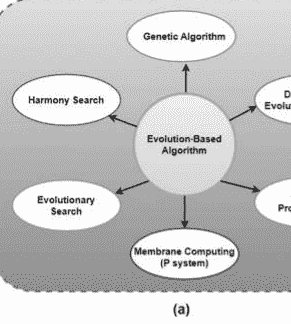 Genetic Algorithm
Harmony Search
Evolution-Based
Algorithm
Evolutionary
Search
Membrane Computing
(P system)
(a)